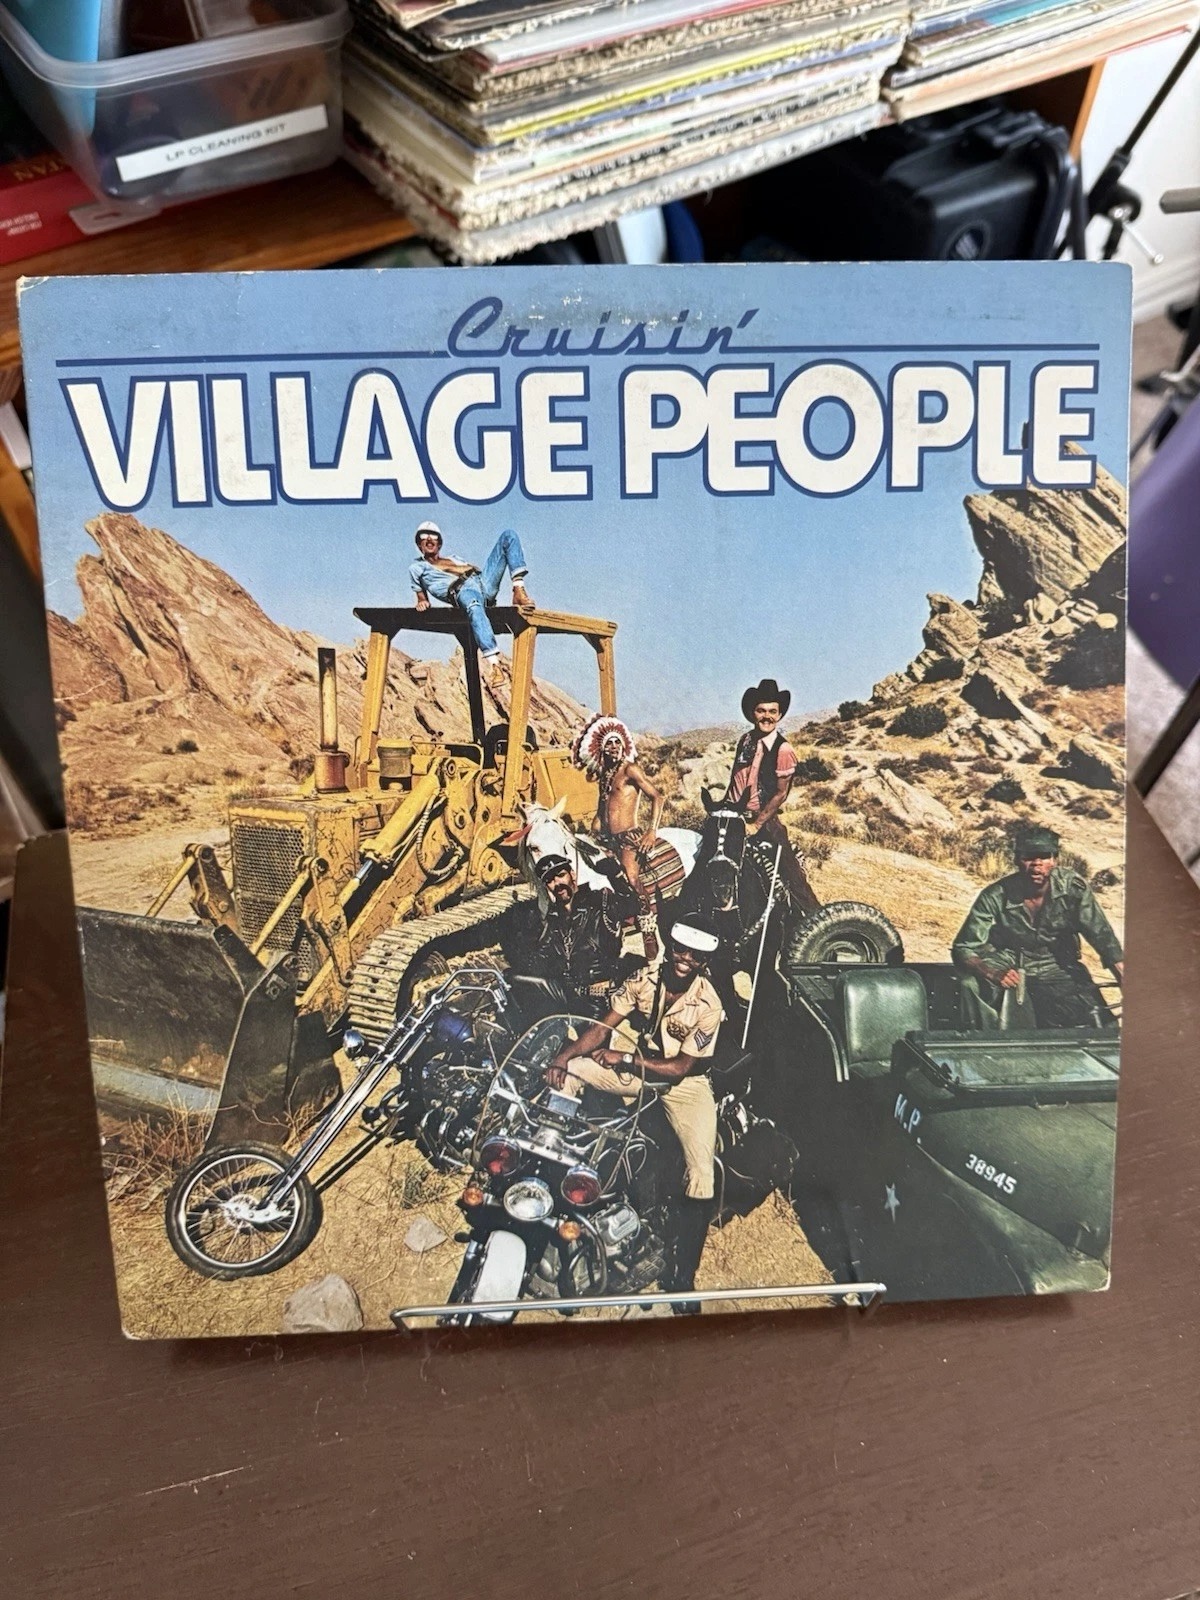 LP CLEANING KIT
Cruisin'
VILLAGE PEOPLE
M.P.
38945